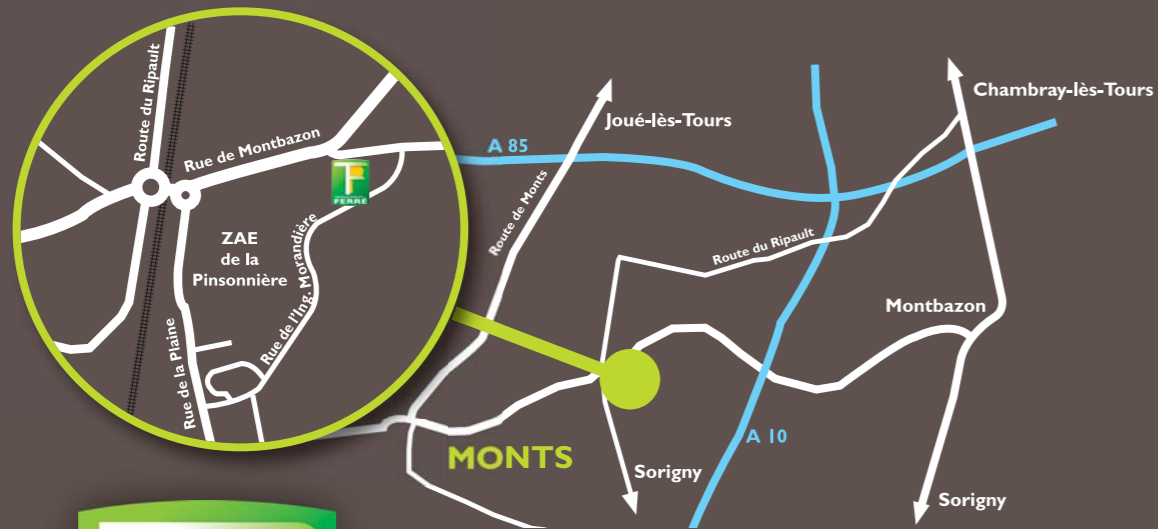 Route du Ripault
Rue de Montbazon
FERRÉ
ZAE
de la
Pinsonnière
Rue de l'Ing. Morandière
Rue de la Plaine
A 85
Joué-lès-Tours
Route de Monts
Chambray-lès-Tours
Route du Ripault
Montbazon
MONTS
A 10
Sorigny
Sorigny